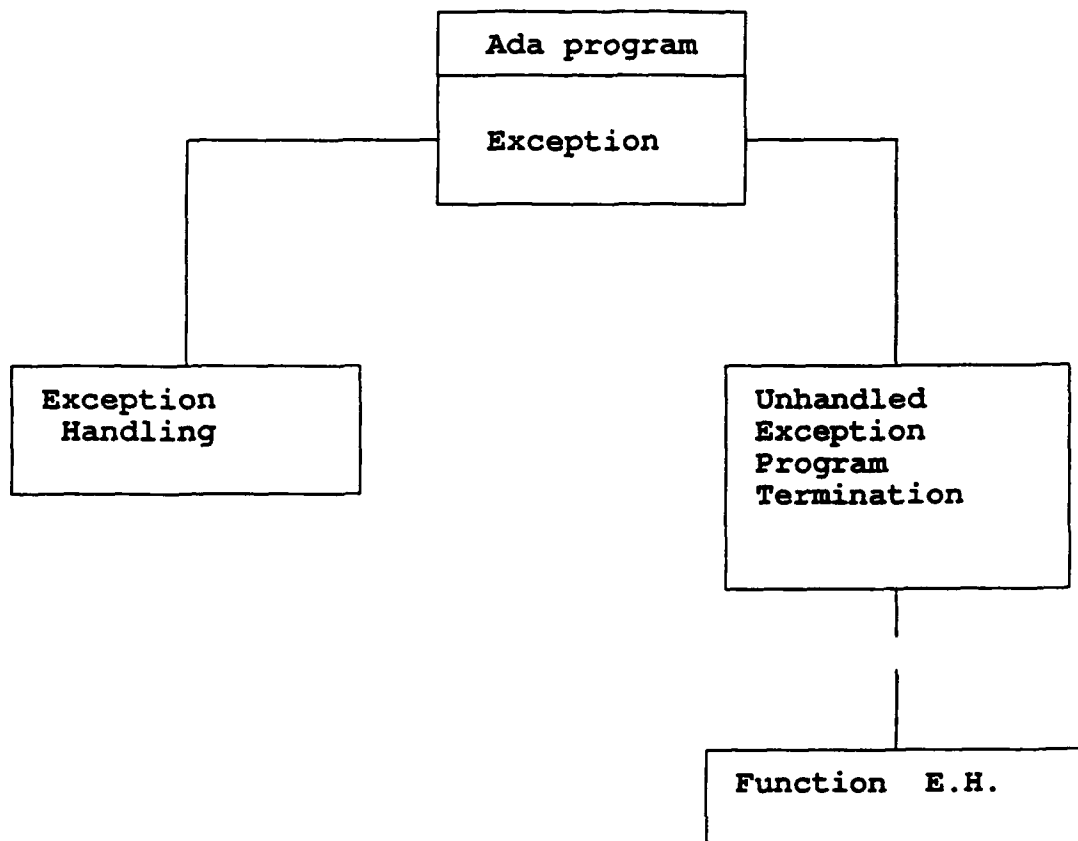 Ada program
Exception
Exception
Handling
Unhandled
Exception
Program
Termination
Function E.H.